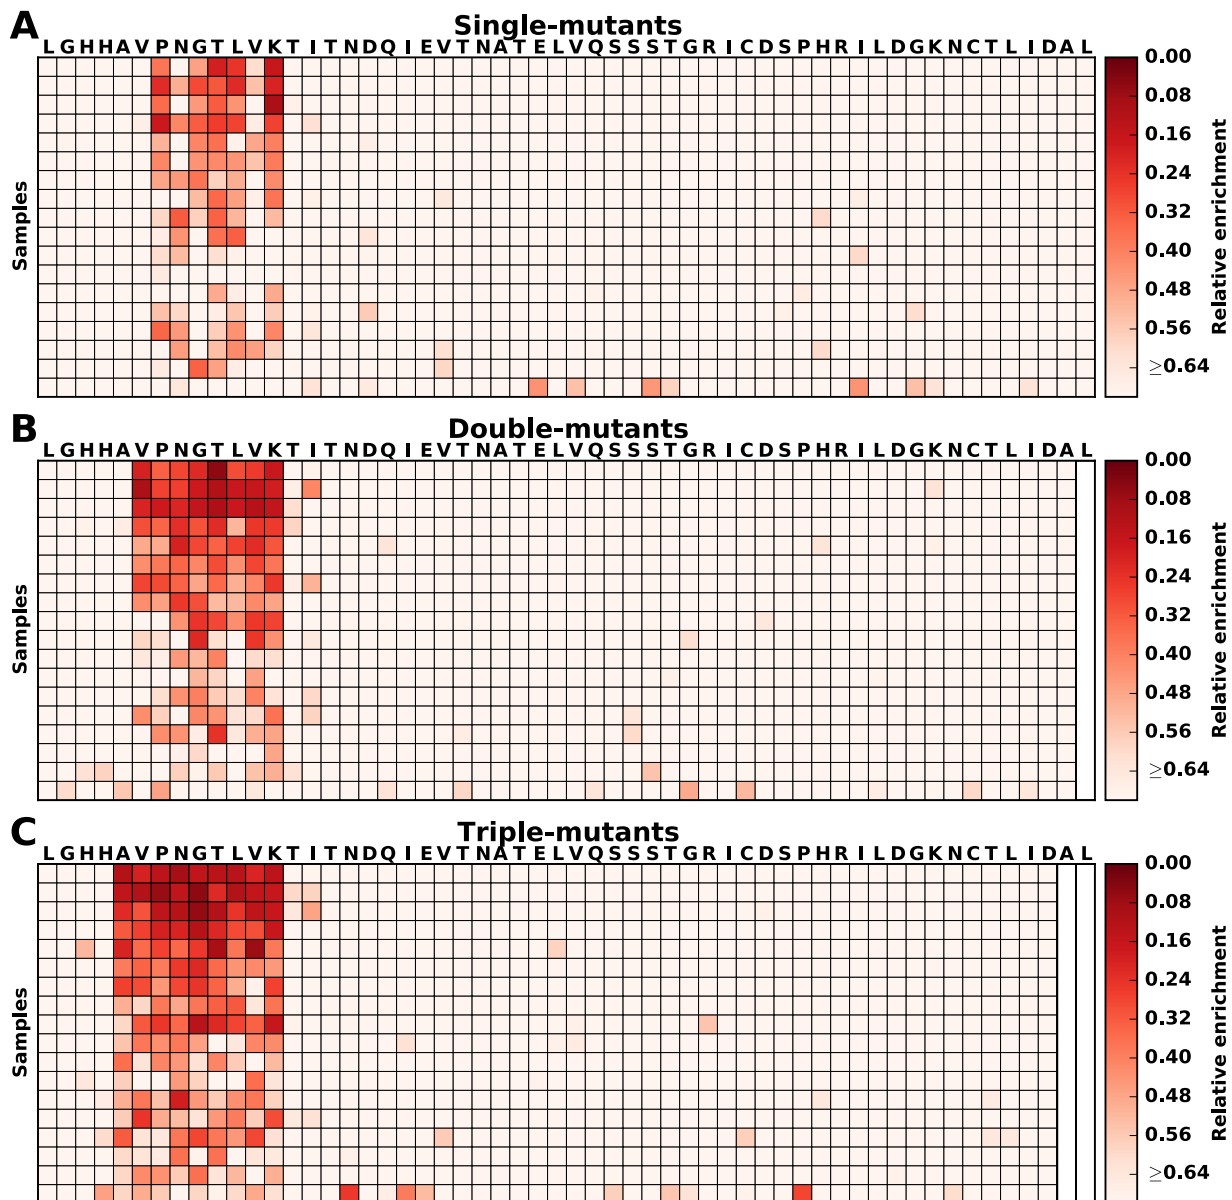 A
Single-mutants
L G H H A V P N G T L V K T I T N D Q I E V T N A T E L V Q S S S T G R I C D S P H R I L D G K N C T L I D A L
Samples
0.00
0.08
0.16
0.24
0.32
0.40
0.48
0.56
≥0.64
Relative enrichment
B
Double-mutants
L G H H A V P N G T L V K T I T N D Q I E V T N A T E L V Q S S S T G R I C D S P H R I L D G K N C T L I D A L
Samples
0.00
0.08
0.16
0.24
0.32
0.40
0.48
0.56
≥0.64
Relative enrichment
C
Triple-mutants
L G H H A V P N G T L V K T I T N D Q I E V T N A T E L V Q S S S T G R I C D S P H R I L D G K N C T L I D A L
Samples
0.00
0.08
0.16
0.24
0.32
0.40
0.48
0.56
≥0.64
Relative enrichment